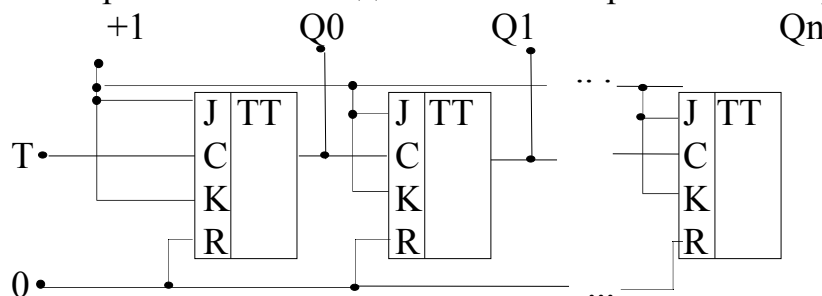 +1 Q0 Q1 Qn
.. .
J TT J TT J TT
T C C C
K K K
R R R
0 ...